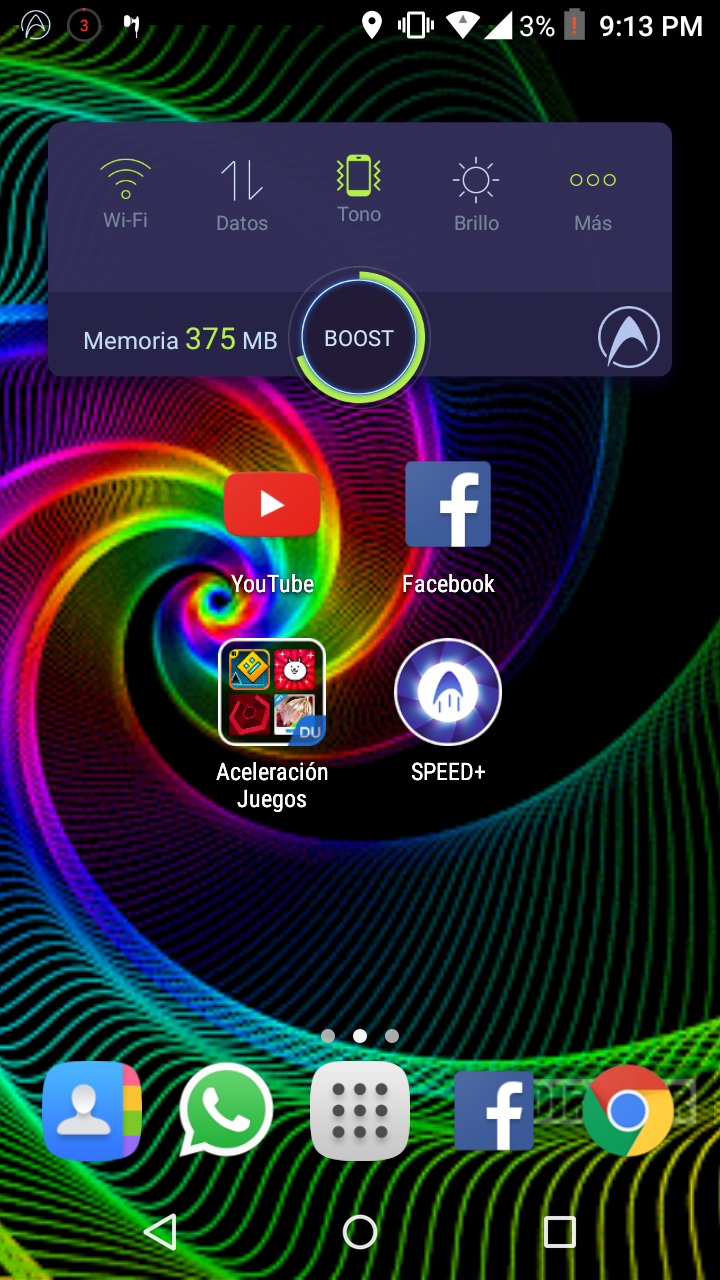 3
3% 9:13 PM
Wi-Fi
Datos
Tono
Brillo
Más
Memoria 375 MB
BOOST
YouTube
Facebook
DU
Aceleración
Juegos
SPEED+